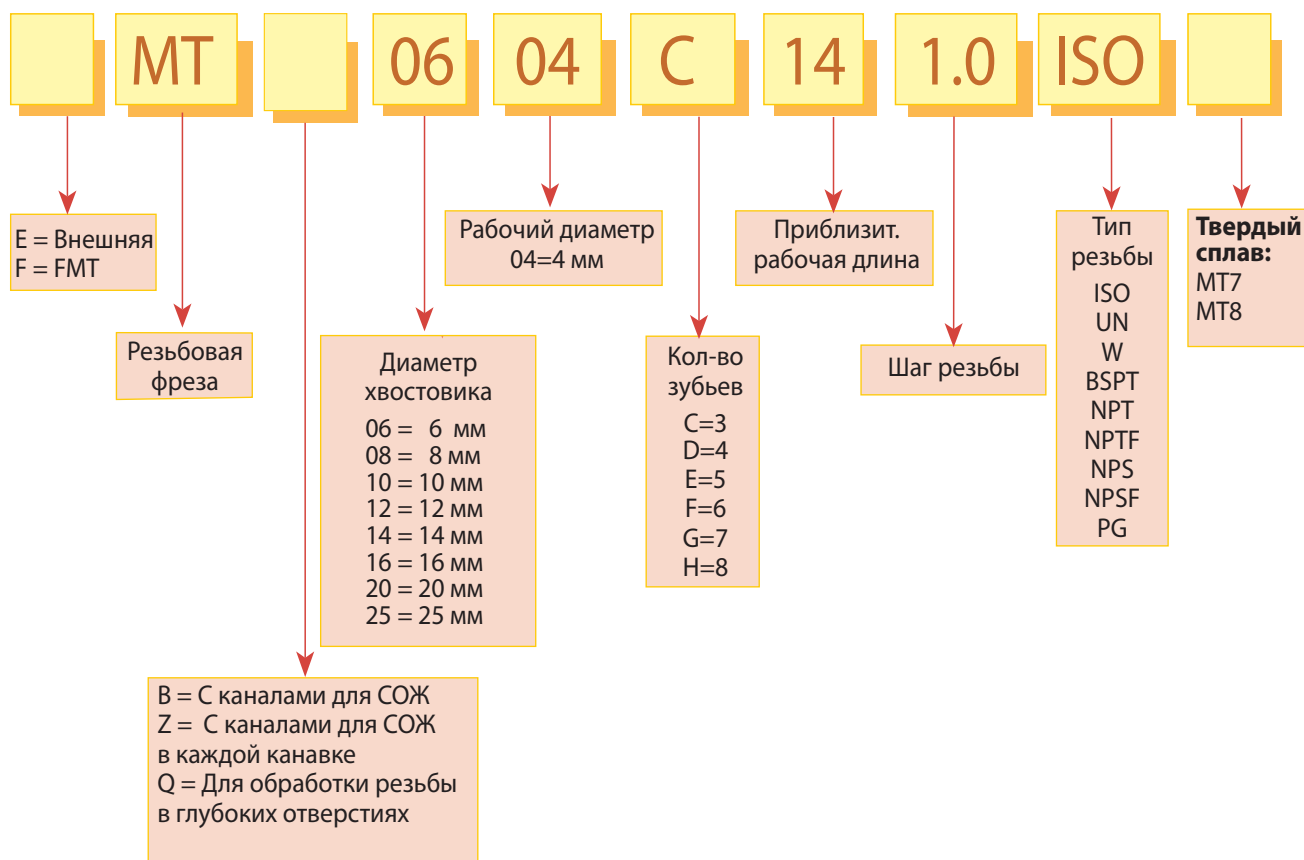 MT 06 04 C 14 1.0 ISO
E = Внешняя
F = FMT
Резьбовая
фреза
B = С каналами для СОЖ
Z = С каналами для СОЖ
в каждой канавке
Q = Для обработки резьбы
в глубоких отверстиях
Диаметр
хвостовика
06 = 6 мм
08 = 8 мм
10 = 10 мм
12 = 12 мм
14 = 14 мм
16 = 16 мм
20 = 20 мм
25 = 25 мм
Рабочий диаметр
04=4 мм
Кол-во
зубьев
C=3
D=4
E=5
F=6
G=7
H=8
Приблизит.
рабочая длина
Шаг резьбы
Тип
резьбы
ISO
UN
W
BSPT
NPT
NPTF
NPS
NPSF
PG
Твердый
сплав:
MT7
MT8